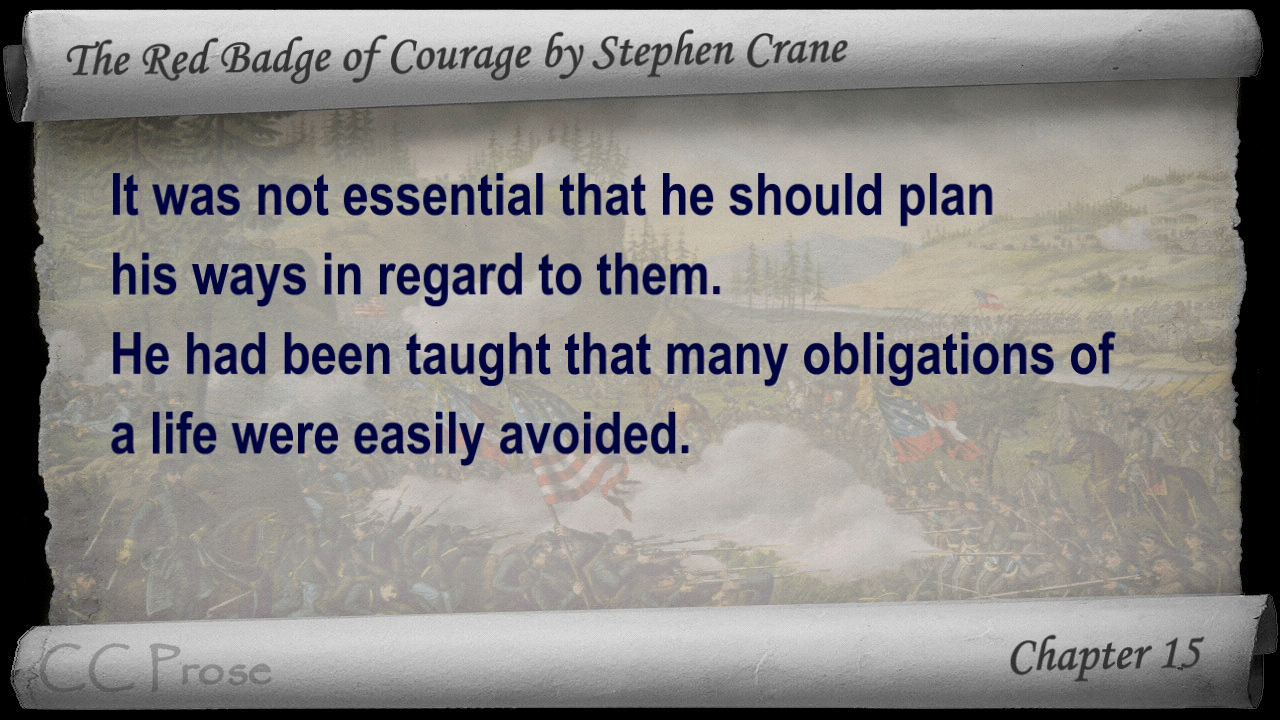 The Red Badge of Courage by Stephen Crane
It was not essential that he should plan
his ways in regard to them.
He had been taught that many obligations of
a life were easily avoided.
CC Prose
Chapter 15